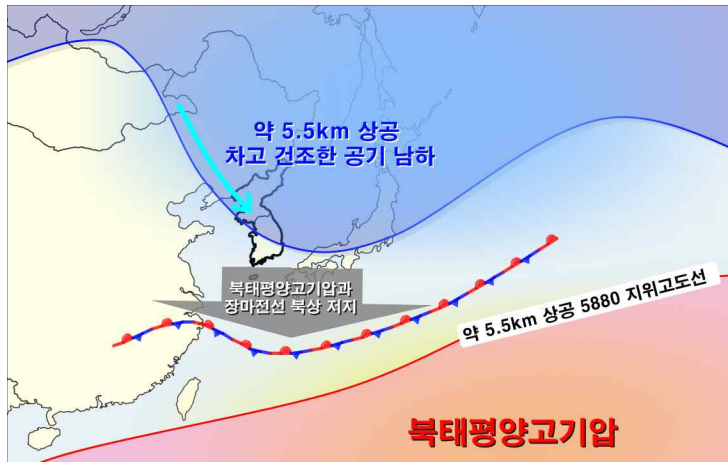 약 5.5km 상공
차고 건조한 공기 남하
북태평양고기압과
장마전선 북상 저지
약 5.5km 상공 5880 지위고도선
북태평양고기압